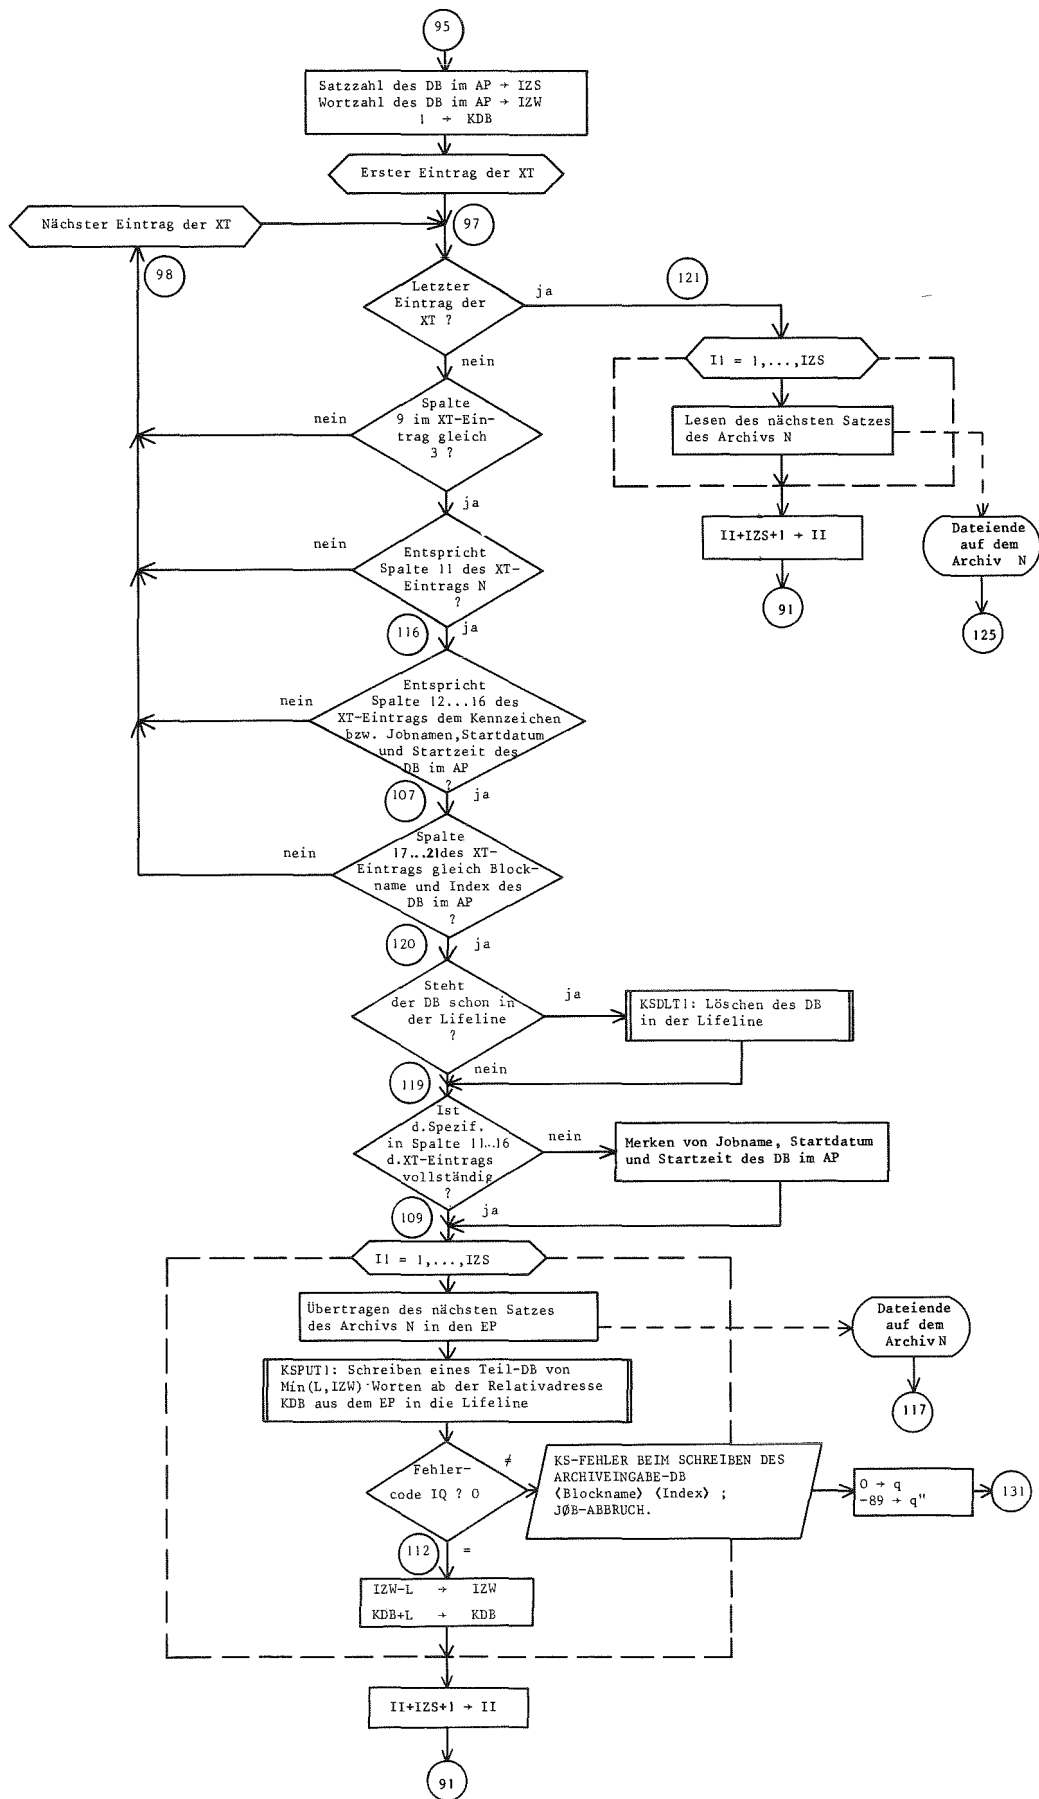 95
Satzzahl des DB im AP → IZS
Wortzahl des DB im AP → IZW
1 → KDB
Erster Eintrag der XT
Nächster Eintrag der XT
97
98
Letzter
Eintrag der
XT ?
ja
121
nein
I1 = 1,...,IZS
Lesen des nächsten Satzes
des Archivs N
II+IZS+1 → II
91
Dateiende
auf dem
Archiv N
125
Spalte
9 im XT-Ein-
trag gleich
3 ?
nein
ja
Entspricht
Spalte 11 des XT-
Eintrags N
?
nein
116
ja
Entspricht
Spalte 12...16 des
XT-Eintrags dem Kennzeichen
bzw. Jobnamen,Startdatum
und Startzeit des
DB im AP
?
nein
107
ja
Spalte
17...21des XT-
Eintrags gleich Block-
name und Index des
DB im AP
?
nein
120
ja
Steht
der DB schon in
der Lifeline
?
ja
KSDLT1: Löschen des DB
in der Lifeline
nein
119
Ist
d.Spezif.
in Spalte 11..16
d.XT-Eintrags
vollständig
?
nein
Merken von Jobname, Startdatum
und Startzeit des DB im AP
ja
109
I1 = 1,...,IZS
Übertragen des nächsten Satzes
des Archivs N in den EP
Dateiende
auf dem
Archiv N
117
KSPUT1: Schreiben eines Teil-DB von
Min(L,IZW)·Worten ab der Relativadresse
KDB aus dem EP in die Lifeline
Fehler-
code IQ ? 0
≠
KS-FEHLER BEIM SCHREIBEN DES
ARCHIVEINGABE-DB
⟨Blockname⟩ ⟨Index⟩ ;
JØB-ABBRUCH.
0 → q
-89 → q"
131
112
=
IZW-L → IZW
KDB+L → KDB
II+IZS+1 → II
91